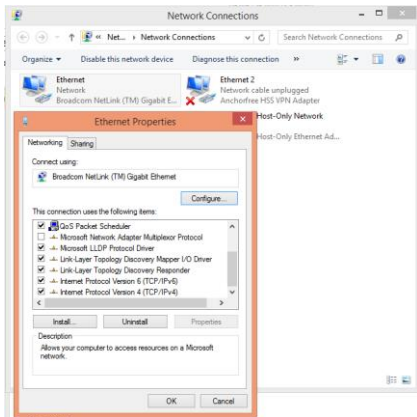 Network Connections
« Net... › Network Connections
Search Network Connections
Organize
Disable this network device
Diagnose this connection
»
Ethernet
Network
Broadcom NetLink (TM) Gigabit E...
Ethernet 2
Network cable unplugged
Anchorfree HSS VPN Adapter
Host-Only Network
Host-Only Ethernet Ad...
Ethernet Properties
Networking
Sharing
Connect using:
Broadcom NetLink (TM) Gigabit Ethernet
Configure...
This connection uses the following items:
QoS Packet Scheduler
Microsoft Network Adapter Multiplexor Protocol
Microsoft LLDP Protocol Driver
Link-Layer Topology Discovery Mapper I/O Driver
Link-Layer Topology Discovery Responder
Internet Protocol Version 6 (TCP/IPv6)
Internet Protocol Version 4 (TCP/IPv4)
Install...
Uninstall
Properties
Description
Allows your computer to access resources on a Microsoft
network.
OK
Cancel